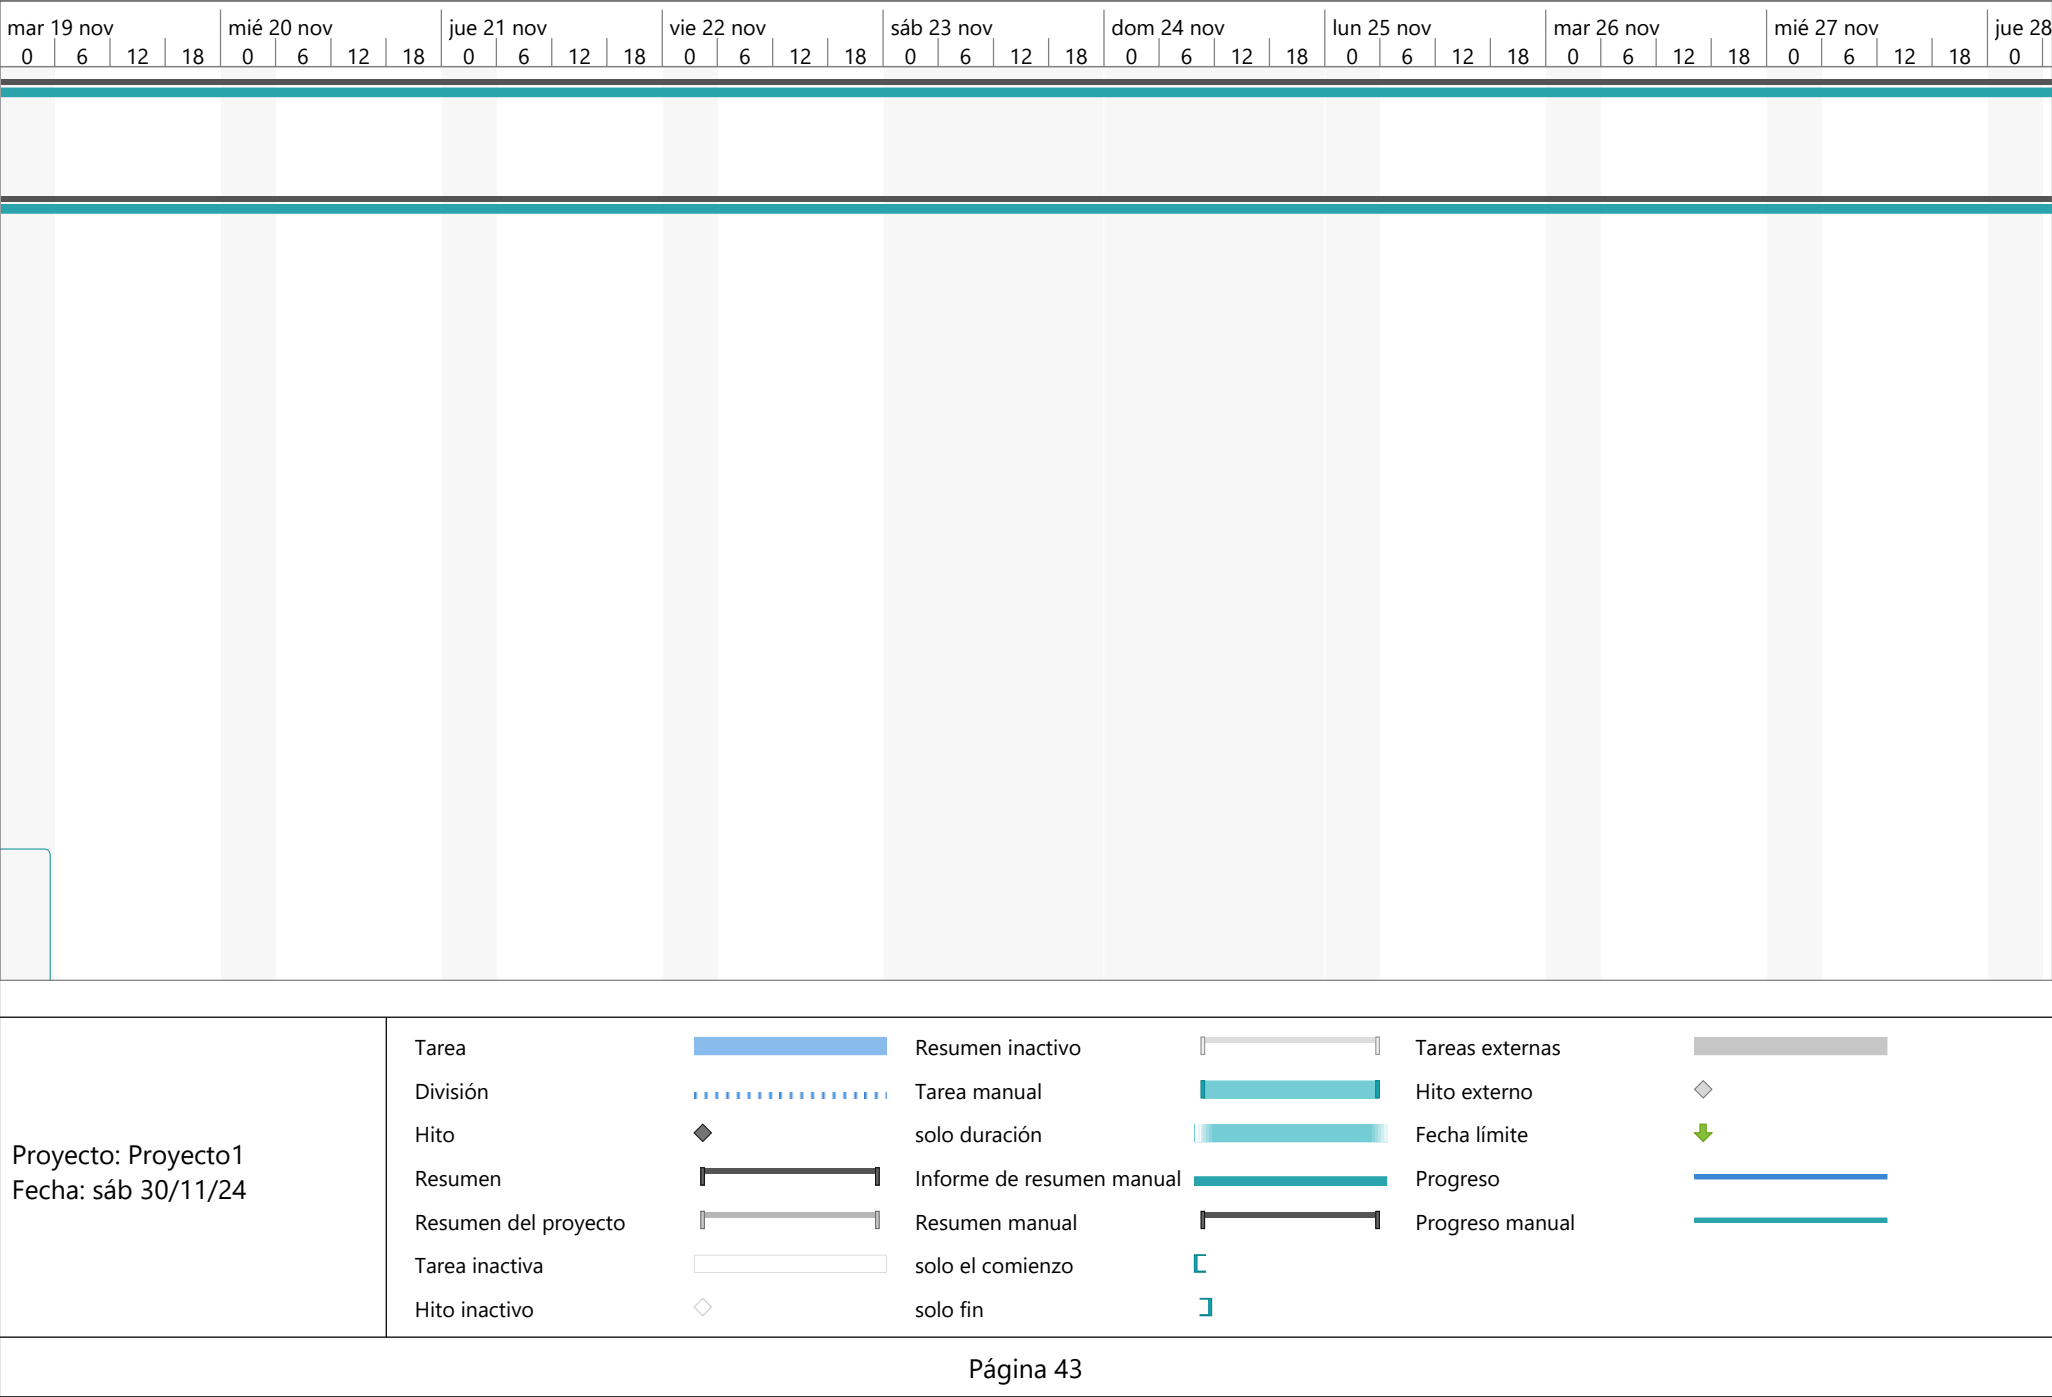 mar 19 nov mié 20 nov jue 21 nov vie 22 nov sáb 23 nov dom 24 nov lun 25 nov mar 26 nov mié 27 nov jue 28
0 6 12 18 0 6 12 18 0 6 12 18 0 6 12 18 0 6 12 18 0 6 12 18 0 6 12 18 0 6 12 18 0 6 12 18 0
Proyecto: Proyecto1
Fecha: sáb 30/11/24
Tarea
División
Hito
Resumen
Resumen del proyecto
Tarea inactiva
Hito inactivo
Resumen inactivo
Tarea manual
solo duración
Informe de resumen manual
Resumen manual
solo el comienzo
solo fin
Tareas externas
Hito externo
Fecha límite
Progreso
Progreso manual
Página 43